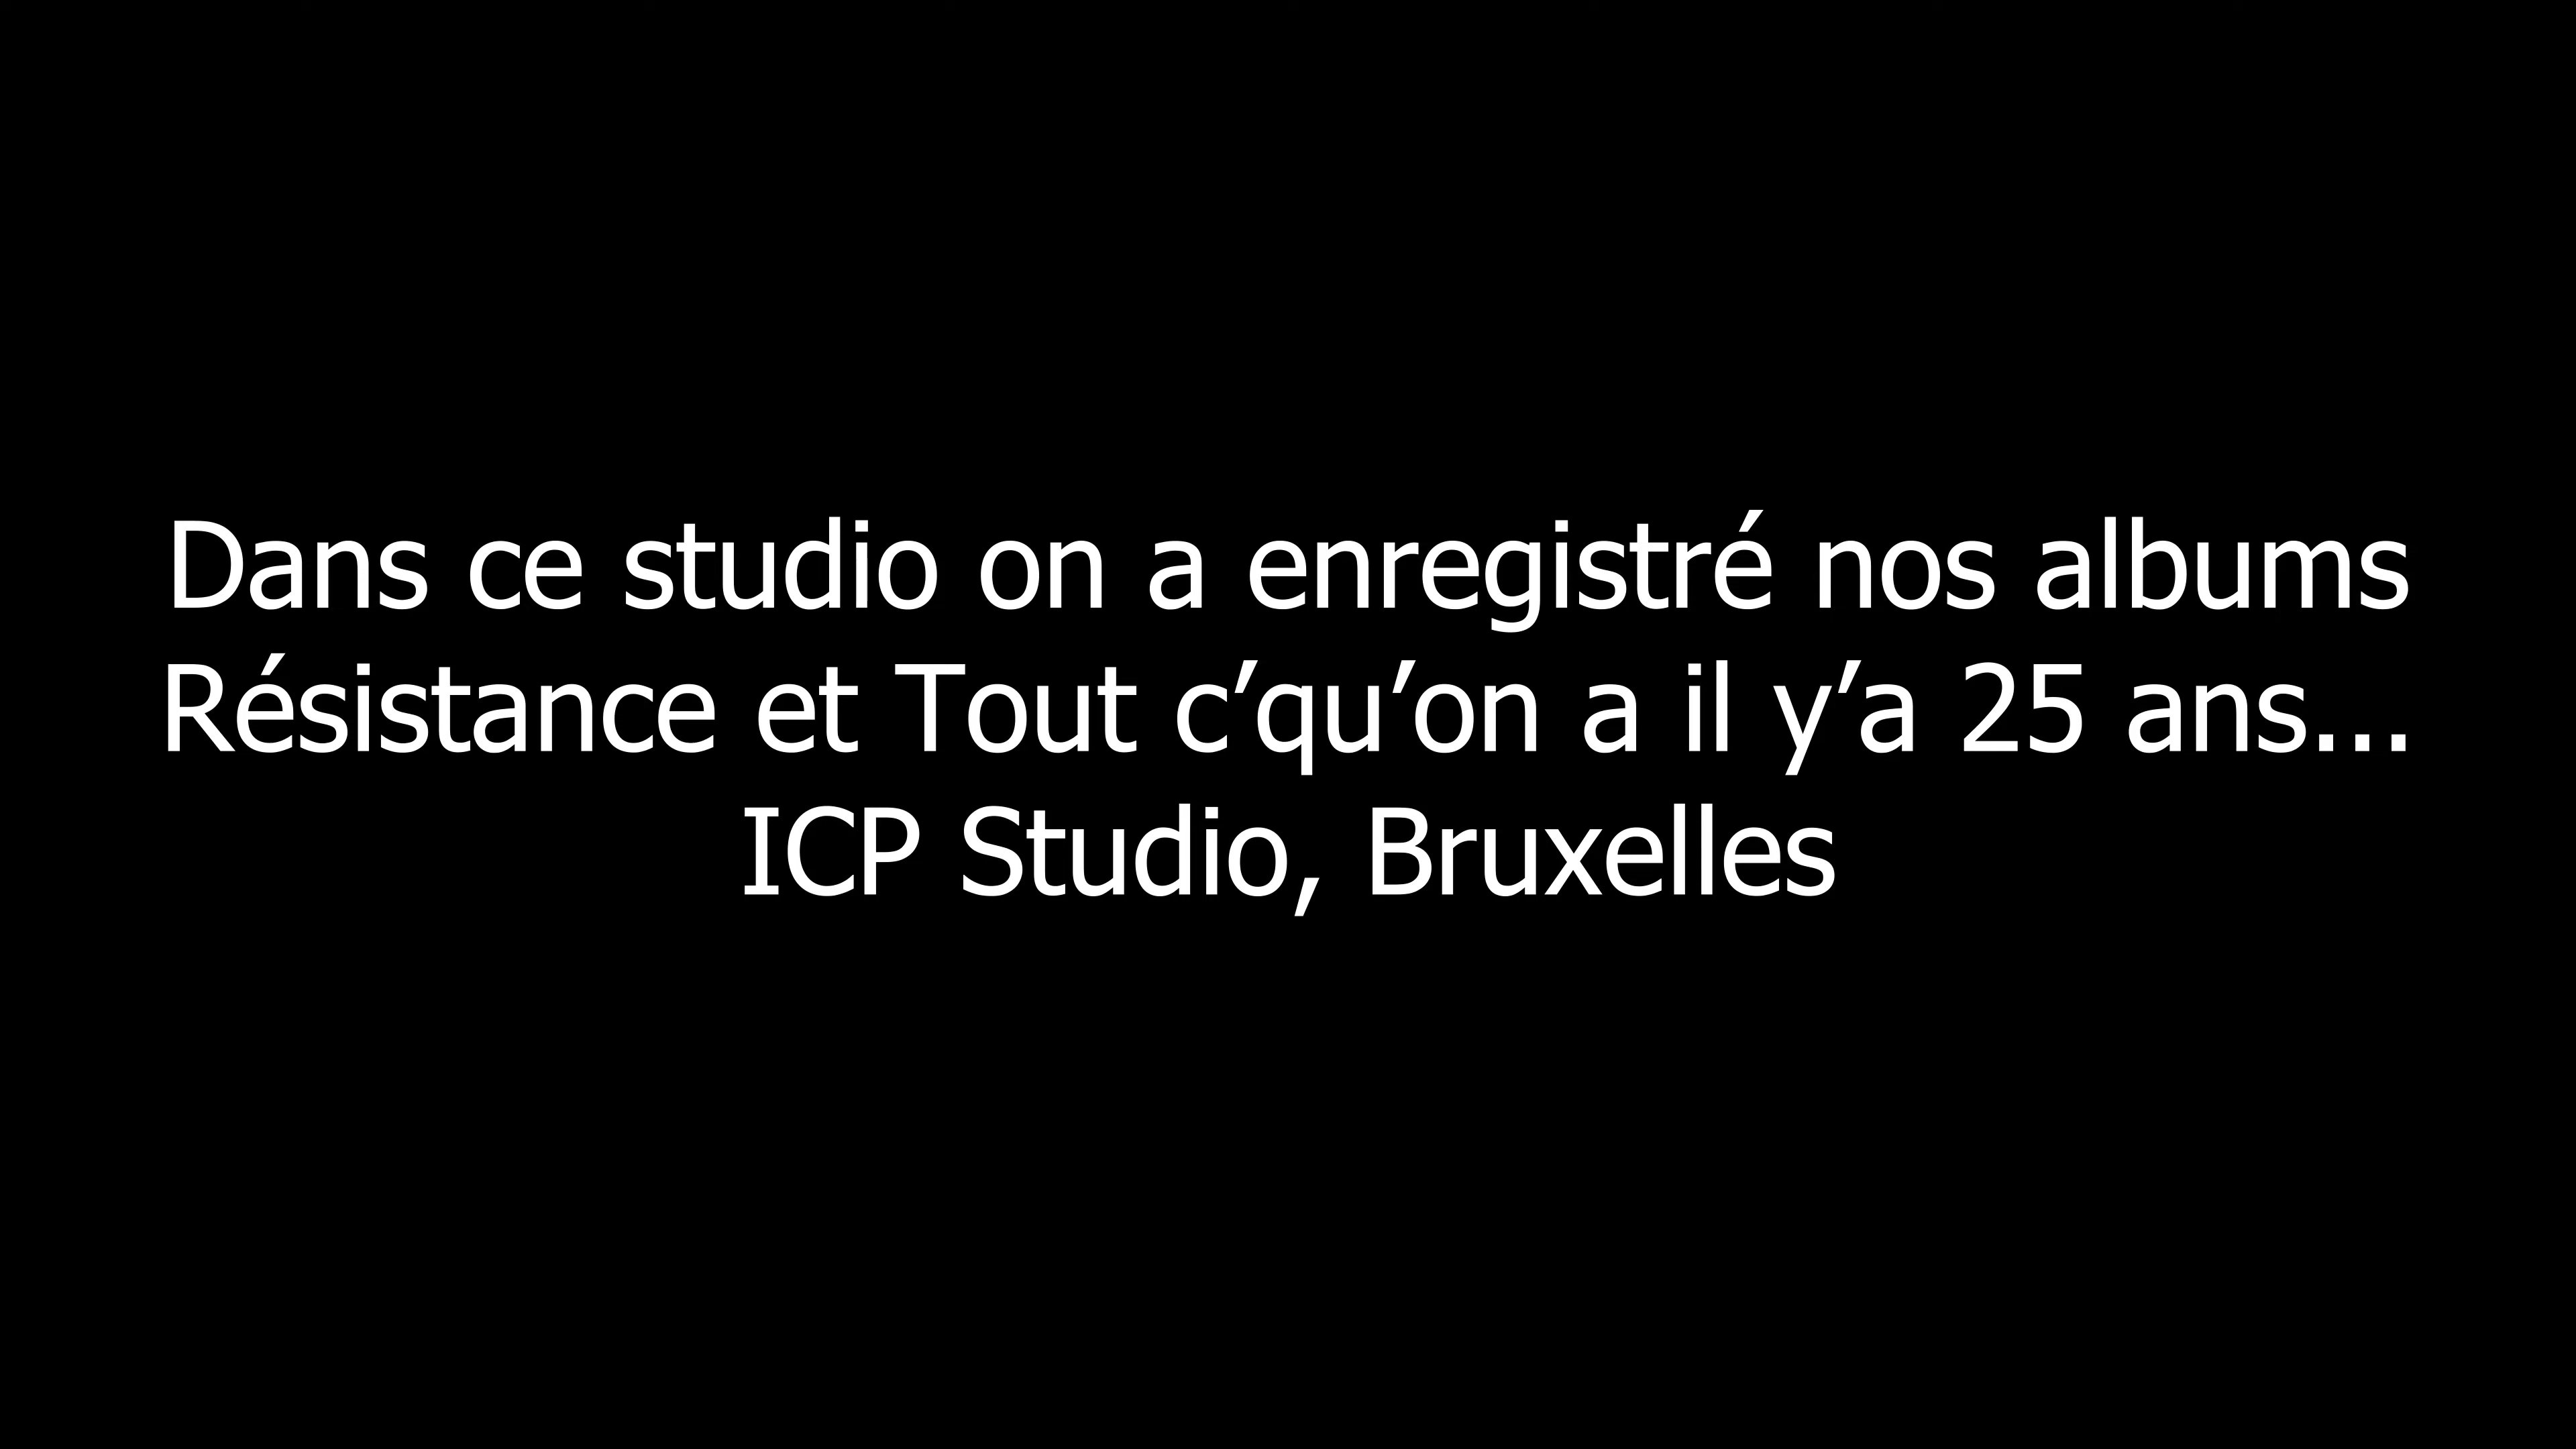 Dans ce studio on a enregistré nos albums
Résistance et Tout c’qu’on a il y’a 25 ans...
ICP Studio, Bruxelles